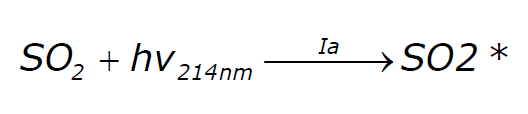 SO₂ + hv₂₁₄ₙₘ —Ia→ SO2 *